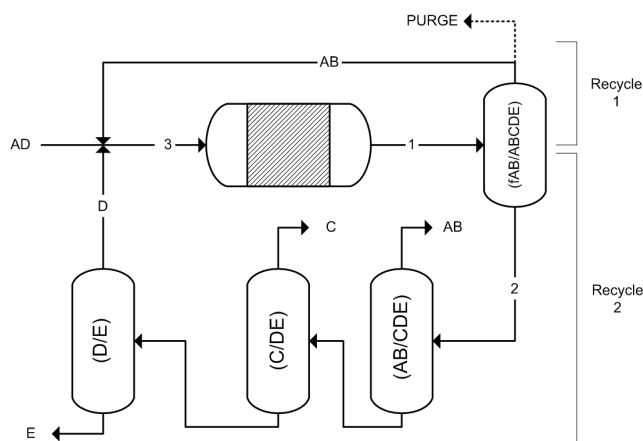 PURGE
AB
Recycle
1
AD
3
1
(fAB/ABCDE)
D
C
AB
2
Recycle
2
(D/E)
(C/DE)
(AB/CDE)
E